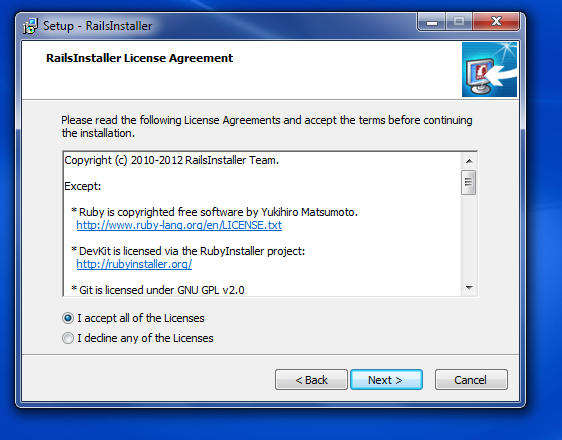 Setup - RailsInstaller
RailsInstaller License Agreement
Please read the following License Agreements and accept the terms before continuing
the installation.
Copyright (c) 2010-2012 RailsInstaller Team.
Except:
* Ruby is copyrighted free software by Yukihiro Matsumoto.
http://www.ruby-lang.org/en/LICENSE.txt
* DevKit is licensed via the RubyInstaller project:
http://rubyinstaller.org/
* Git is licensed under GNU GPL v2.0
I accept all of the Licenses
I decline any of the Licenses
< Back
Next >
Cancel